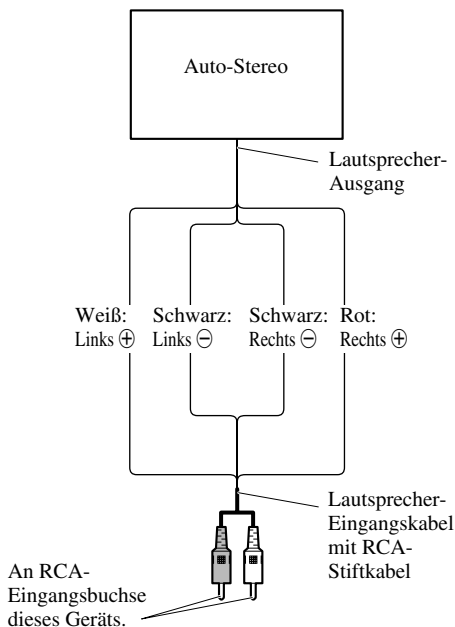 Auto-Stereo
Lautsprecher-
Ausgang
Weiß:
Links ⊕
Schwarz:
Links ⊖
Schwarz:
Rechts ⊖
Rot:
Rechts ⊕
Lautsprecher-
Eingangskabel
mit RCA-
Stiftkabel
An RCA-
Eingangsbuchse
dieses Geräts.